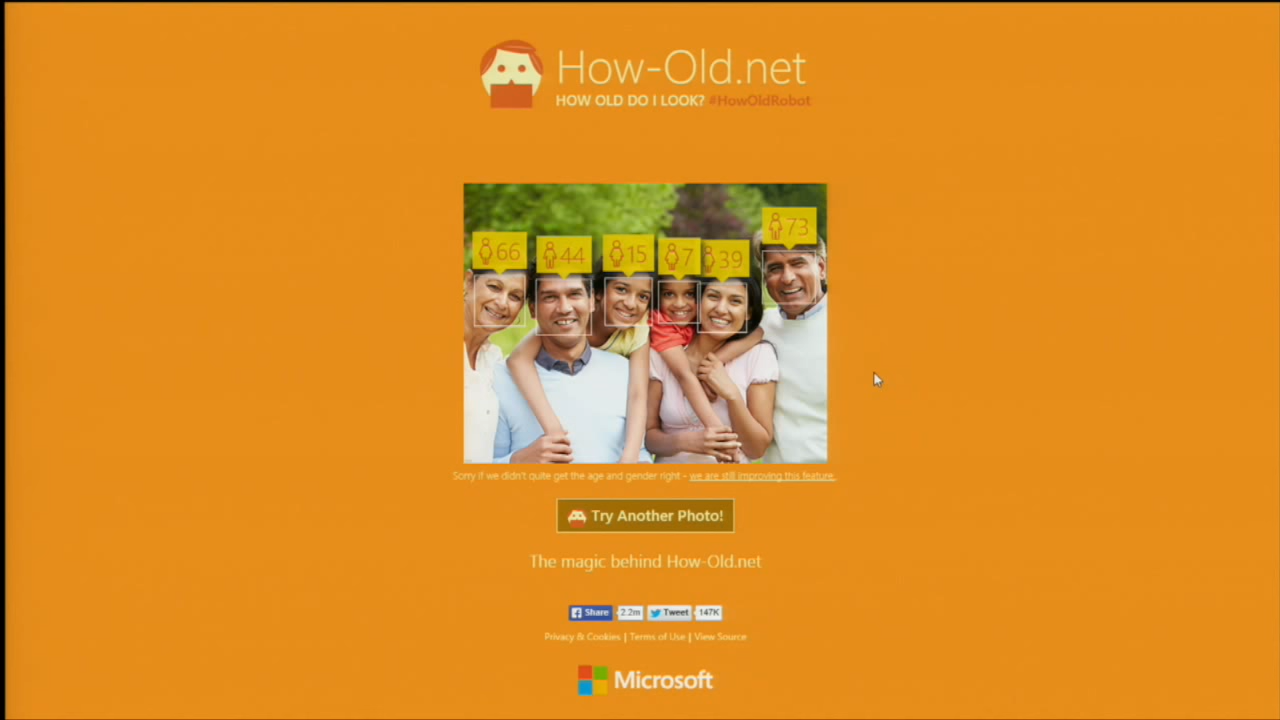 How-Old.net
HOW OLD DO I LOOK? #HowOldRobot
66 44 15 7 39 73
Sorry if we didn't quite get the age and gender right - we are still improving this feature.
Try Another Photo!
The magic behind How-Old.net
Share 2.2m Tweet 147K
Privacy & Cookies | Terms of Use | View Source
Microsoft